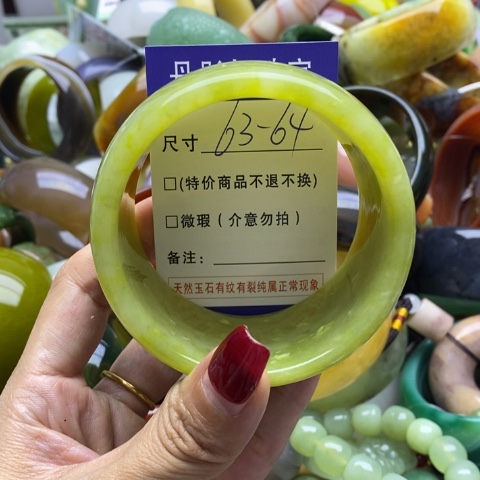 尺寸 63-64
□(特价商品不退不换)
□微瑕(介意勿拍)
备注:
天然玉石有纹有裂纯属正常现象